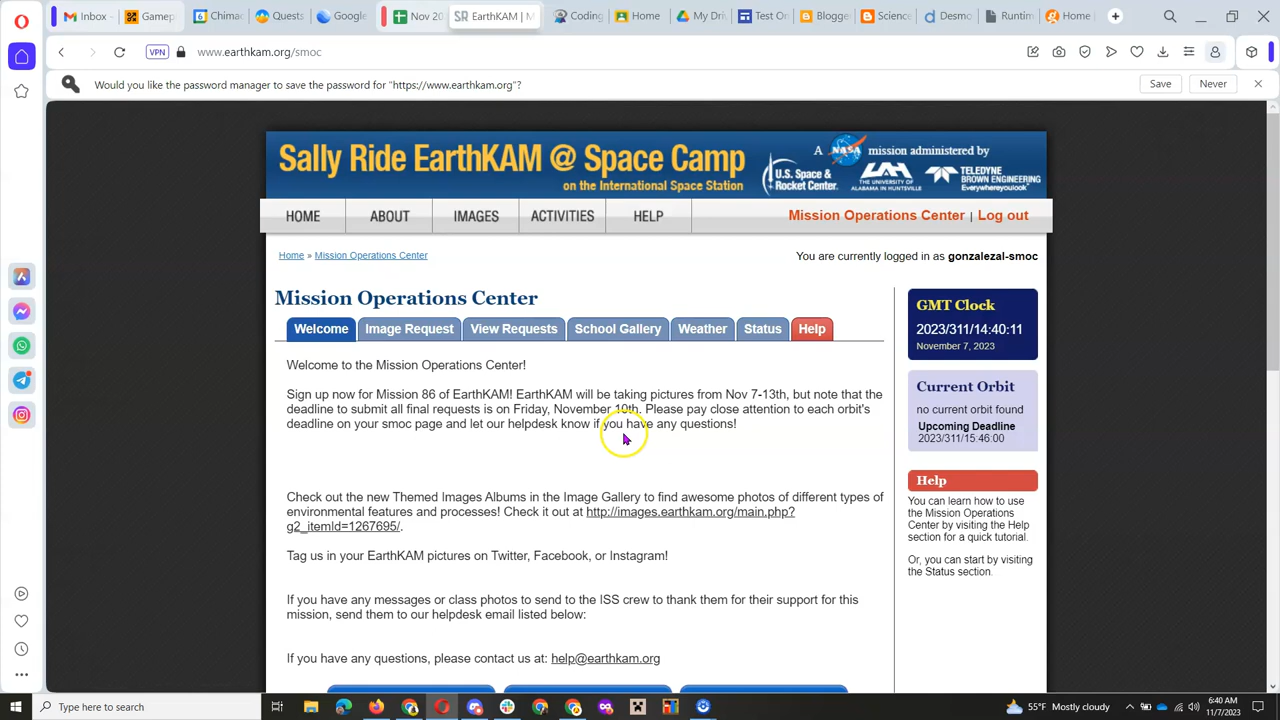 Inbox -
Gamep
Chima
Quests
Google
Nov 20
EarthKAM | M
Coding
Home
My Dri
Test On
Blogge
Science
Desmo
Runtim
Home
VPN
www.earthkam.org/smoc
Would you like the password manager to save the password for "https://www.earthkam.org"?
Save
Never
Sally Ride EarthKAM @ Space Camp
on the International Space Station
A NASA mission administered by
U.S. Space & Rocket Center.
UAH
THE UNIVERSITY OF ALABAMA IN HUNTSVILLE
TELEDYNE
BROWN ENGINEERING
Everywhereyoulook™
HOME
ABOUT
IMAGES
ACTIVITIES
HELP
Mission Operations Center | Log out
Home » Mission Operations Center
You are currently logged in as gonzalezal-smoc
Mission Operations Center
Welcome
Image Request
View Requests
School Gallery
Weather
Status
Help
Welcome to the Mission Operations Center!
Sign up now for Mission 86 of EarthKAM! EarthKAM will be taking pictures from Nov 7-13th, but note that the
deadline to submit all final requests is on Friday, November 10th. Please pay close attention to each orbit's
deadline on your smoc page and let our helpdesk know if you have any questions!
Check out the new Themed Images Albums in the Image Gallery to find awesome photos of different types of
environmental features and processes! Check it out at http://images.earthkam.org/main.php?
g2_itemId=1267695/.
Tag us in your EarthKAM pictures on Twitter, Facebook, or Instagram!
If you have any messages or class photos to send to the ISS crew to thank them for their support for this
mission, send them to our helpdesk email listed below:
If you have any questions, please contact us at: help@earthkam.org
GMT Clock
2023/311/14:40:11
November 7, 2023
Current Orbit
no current orbit found
Upcoming Deadline
2023/311/15:46:00
Help
You can learn how to use
the Mission Operations
Center by visiting the Help
section for a quick tutorial.
Or, you can start by visiting
the Status section.
Type here to search
55°F Mostly cloudy
6:40 AM
11/7/2023